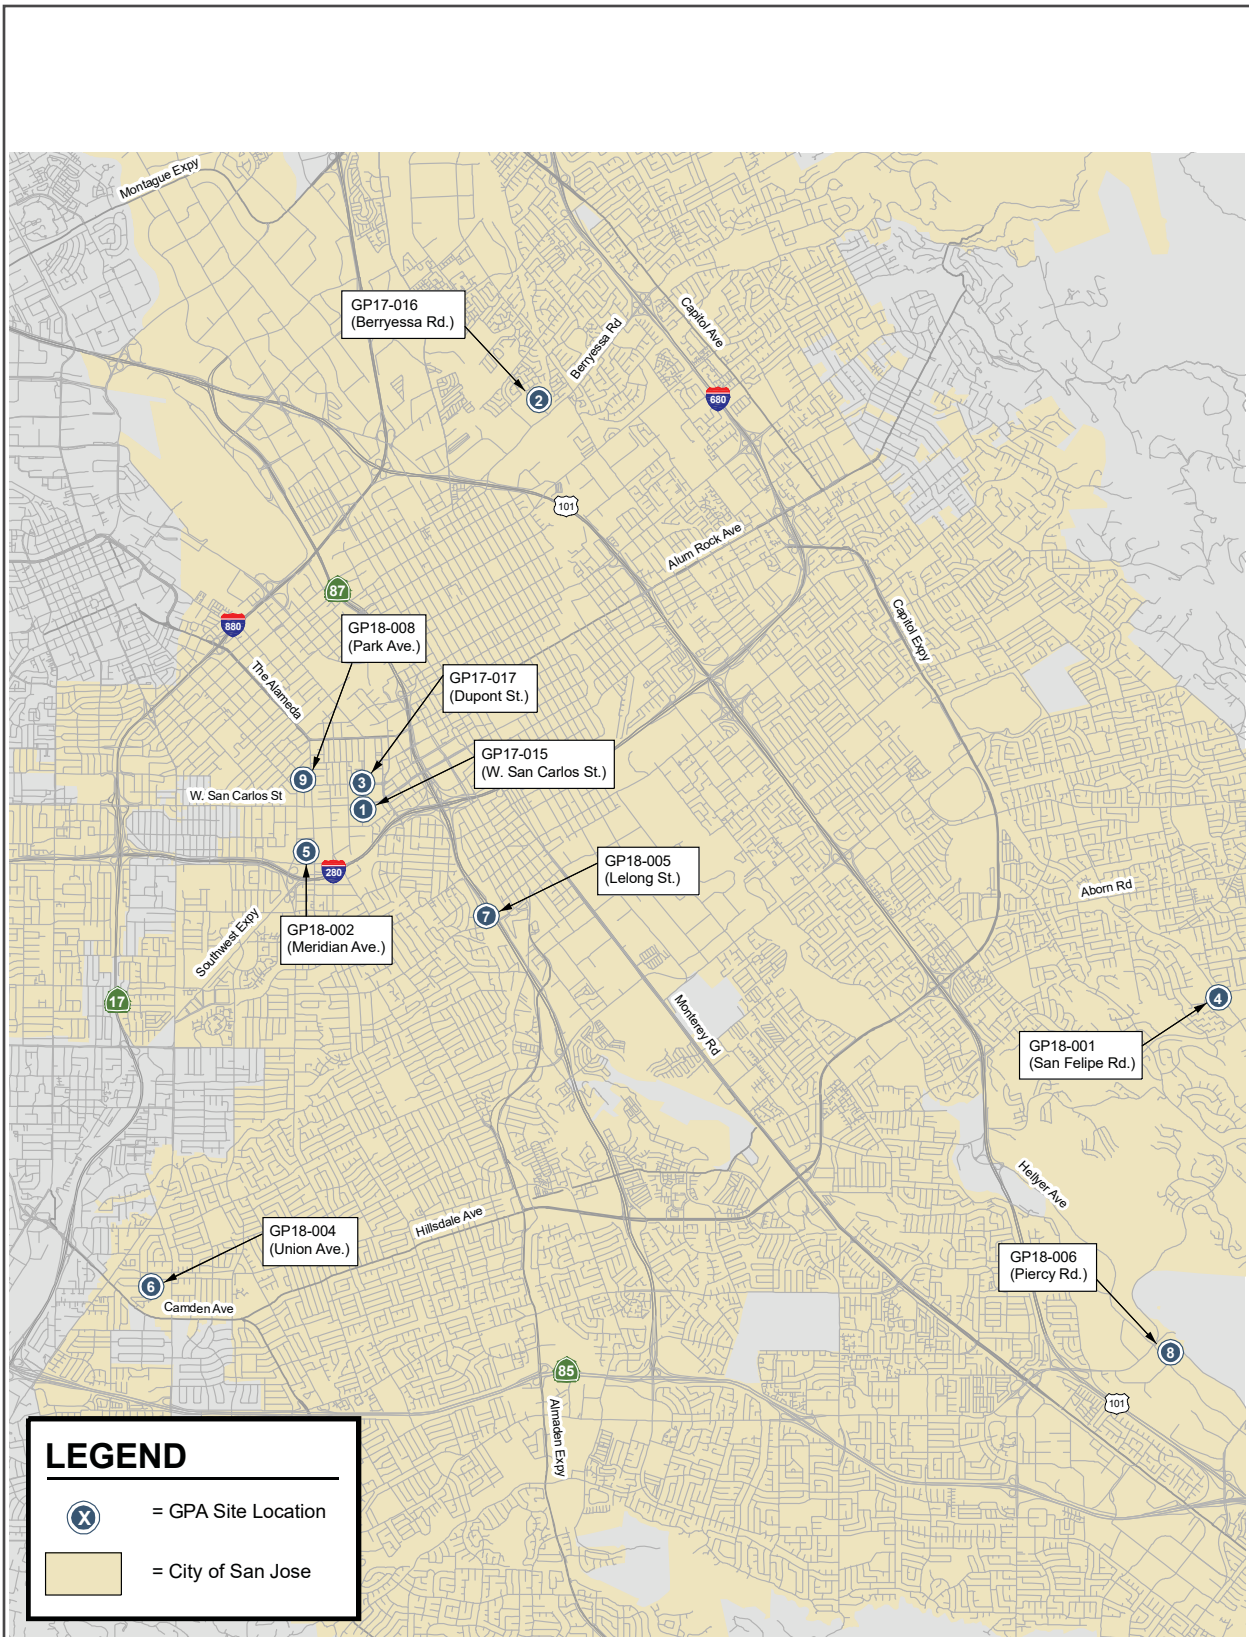 Montague Expy
GP17-016
(Berryessa Rd.)
Berryessa Rd
Capitol Ave
2
680
101
Alum Rock Ave
87
880
GP18-008
(Park Ave.)
Capitol Expy
The Alameda
GP17-017
(Dupont St.)
GP17-015
(W. San Carlos St.)
9
3
W. San Carlos St
1
5
280
GP18-005
(Lelong St.)
Aborn Rd
7
GP18-002
(Meridian Ave.)
Southwest Expy
17
4
Monterey Rd
GP18-001
(San Felipe Rd.)
Hellyer Ave
Hillsdale Ave
GP18-004
(Union Ave.)
GP18-006
(Piercy Rd.)
6
Camden Ave
8
85
101
Almaden Expy
LEGEND
X
= GPA Site Location
= City of San Jose